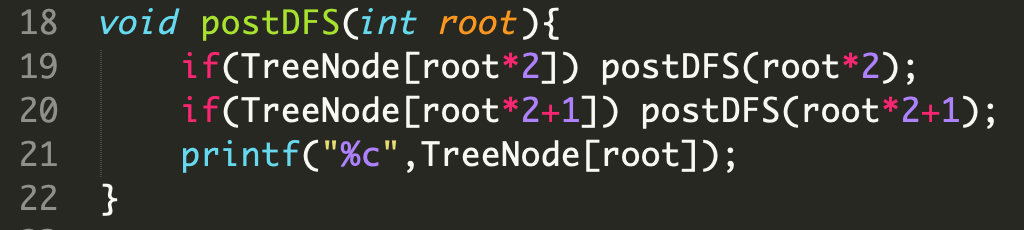 18 void postDFS(int root){
19     if(TreeNode[root*2]) postDFS(root*2);
20     if(TreeNode[root*2+1]) postDFS(root*2+1);
21     printf("%c",TreeNode[root]);
22 }